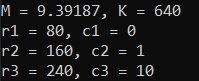 M = 9.39187, K = 640
r1 = 80, c1 = 0
r2 = 160, c2 = 1
r3 = 240, c3 = 10